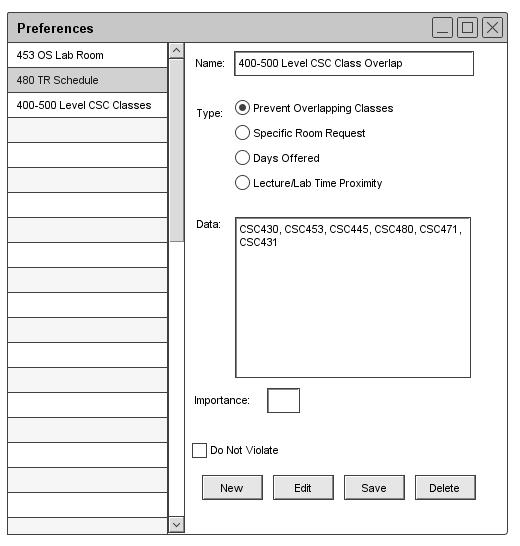 Preferences
453 OS Lab Room
480 TR Schedule
400-500 Level CSC Classes
Name: 400-500 Level CSC Class Overlap
Type: Prevent Overlapping Classes
Specific Room Request
Days Offered
Lecture/Lab Time Proximity
Data: CSC430, CSC453, CSC445, CSC480, CSC471,
CSC431
Importance:
Do Not Violate
New Edit Save Delete